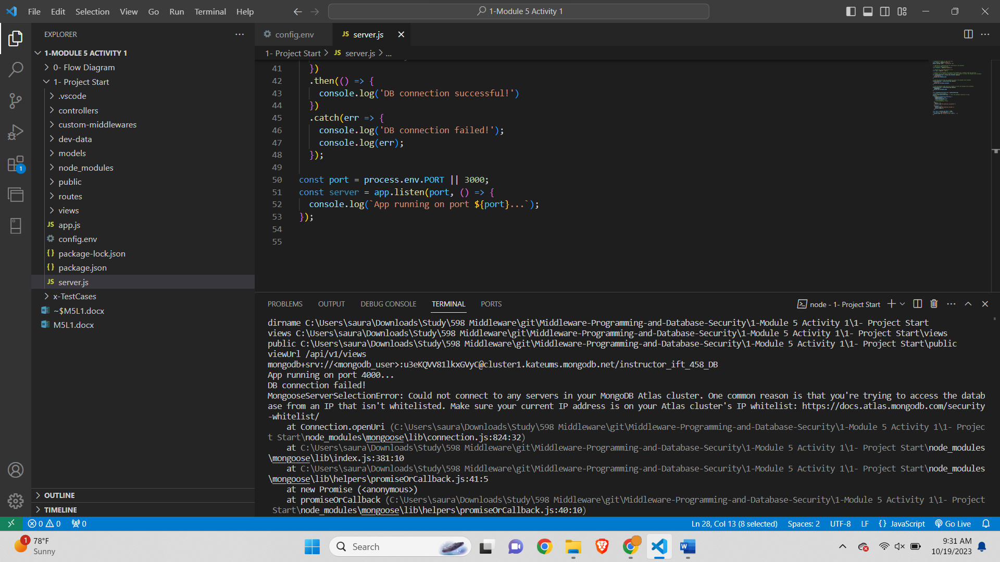 File Edit Selection View Go Run Terminal Help
1-Module 5 Activity 1
EXPLORER
1-MODULE 5 ACTIVITY 1
0- Flow Diagram
1- Project Start
.vscode
controllers
custom-middlewares
dev-data
models
node_modules
public
routes
views
JS app.js
config.env
{} package-lock.json
{} package.json
JS server.js
x-TestCases
~$M5L1.docx
M5L1.docx
OUTLINE
TIMELINE
1
config.env
JS server.js
1- Project Start > JS server.js > ...
41 })
42 .then(() => {
43 console.log('DB connection successful!')
44 })
45 .catch(err => {
46 console.log('DB connection failed!');
47 console.log(err);
48 });
49
50 const port = process.env.PORT || 3000;
51 const server = app.listen(port, () => {
52 console.log(`App running on port ${port}...`);
53 });
54
55
PROBLEMS OUTPUT DEBUG CONSOLE TERMINAL PORTS
node - 1- Project Start
dirname C:\Users\saura\Downloads\Study\598 Middleware\git\Middleware-Programming-and-Database-Security\1-Module 5 Activity 1\1- Project Start
views C:\Users\saura\Downloads\Study\598 Middleware\git\Middleware-Programming-and-Database-Security\1-Module 5 Activity 1\1- Project Start\views
public C:\Users\saura\Downloads\Study\598 Middleware\git\Middleware-Programming-and-Database-Security\1-Module 5 Activity 1\1- Project Start\public
viewUrl /api/v1/views
mongodb+srv://<mongodb_user>:u3eKQVV81lkxGVyC@cluster1.kateums.mongodb.net/instructor_ift_458_DB
App running on port 4000...
DB connection failed!
MongooseServerSelectionError: Could not connect to any servers in your MongoDB Atlas cluster. One common reason is that you're trying to access the datab
ase from an IP that isn't whitelisted. Make sure your current IP address is on your Atlas cluster's IP whitelist: https://docs.atlas.mongodb.com/security
-whitelist/
at Connection.openUri (C:\Users\saura\Downloads\Study\598 Middleware\git\Middleware-Programming-and-Database-Security\1-Module 5 Activity 1\1- Projec
t Start\node_modules\mongoose\lib\connection.js:824:32)
at C:\Users\saura\Downloads\Study\598 Middleware\git\Middleware-Programming-and-Database-Security\1-Module 5 Activity 1\1- Project Start\node_modules
\mongoose\lib\index.js:381:10
at C:\Users\saura\Downloads\Study\598 Middleware\git\Middleware-Programming-and-Database-Security\1-Module 5 Activity 1\1- Project Start\node_modules
\mongoose\lib\helpers\promiseOrCallback.js:41:5
at new Promise (<anonymous>)
at promiseOrCallback (C:\Users\saura\Downloads\Study\598 Middleware\git\Middleware-Programming-and-Database-Security\1-Module 5 Activity 1\1- Project
Start\node_modules\mongoose\lib\helpers\promiseOrCallback.js:40:10)
0 0 0
Ln 28, Col 13 (8 selected) Spaces: 2 UTF-8 LF {} JavaScript Go Live
1
78°F
Sunny
Search
9:31 AM
10/19/2023